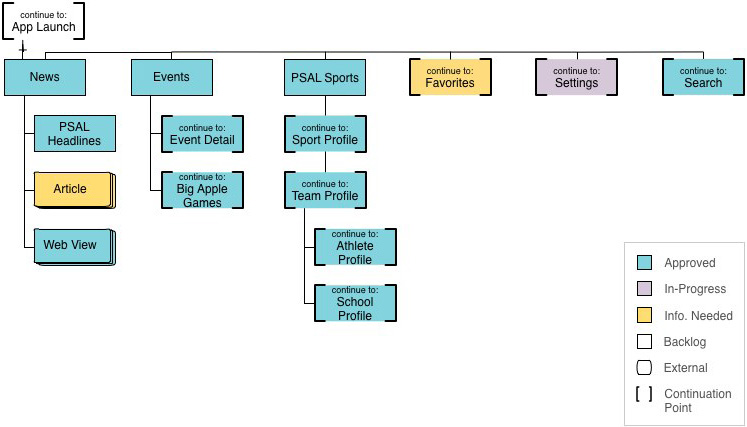 continue to:
App Launch
News
Events
PSAL Sports
continue to:
Favorites
continue to:
Settings
continue to:
Search
PSAL
Headlines
continue to:
Event Detail
continue to:
Sport Profile
Article
continue to:
Big Apple
Games
continue to:
Team Profile
Web View
continue to:
Athlete
Profile
continue to:
School
Profile
Approved
In-Progress
Info. Needed
Backlog
External
Continuation
Point